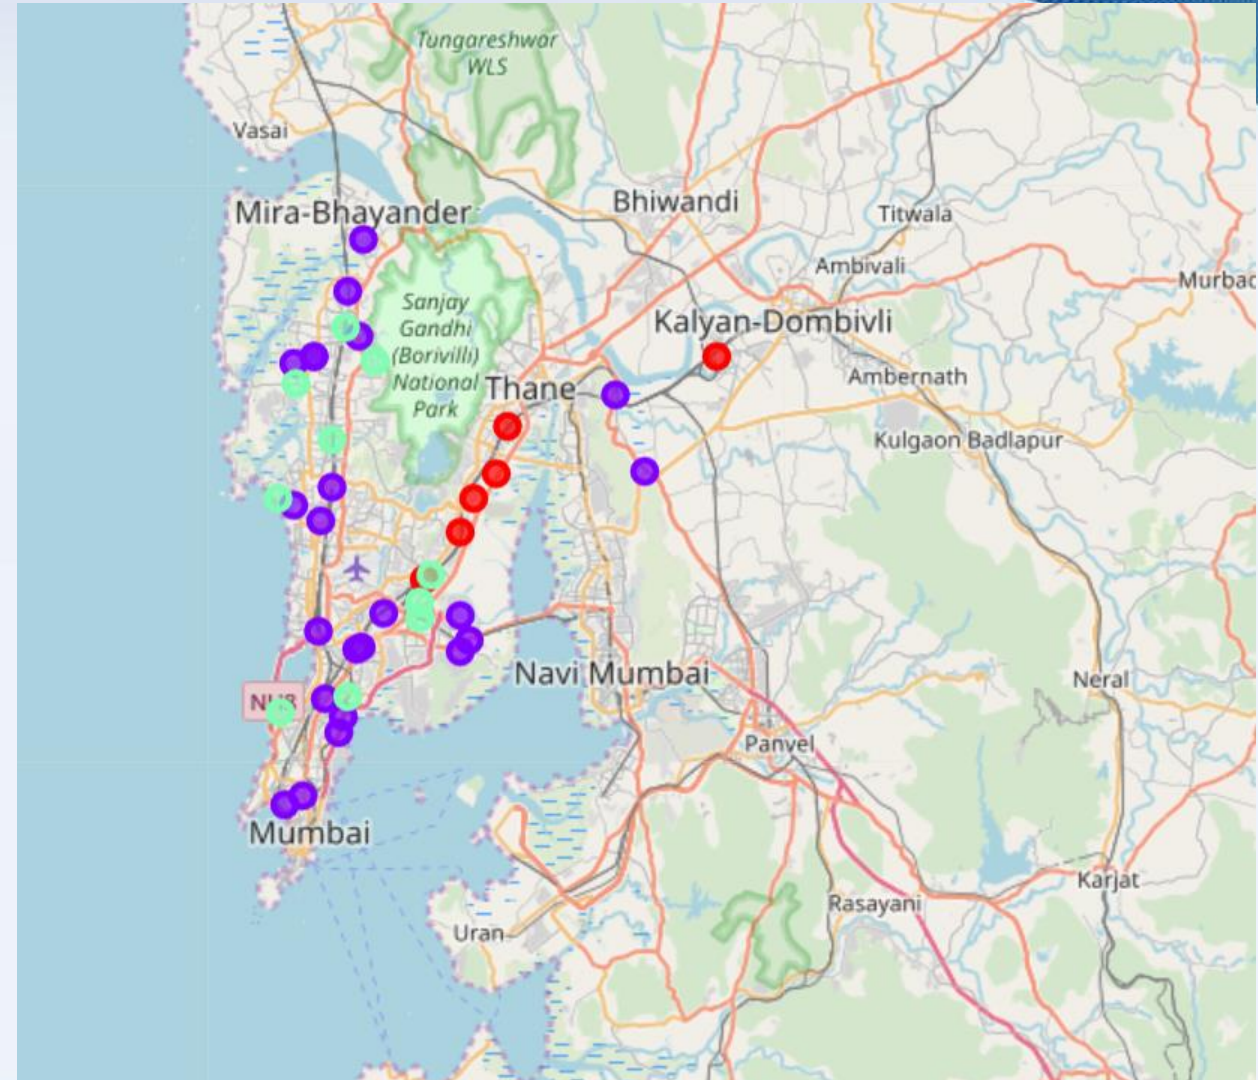 Tungareshwar
WLS
Vasai
Bhiwandi
Mira-Bhayander
Titwala
Ambivali
Murbac
Sanjay
Gandhi
(Borivilli)
National
Park
Kalyan-Dombivli
Thane
Ambernath
Kulgaon Badlapur
Navi Mumbai
Neral
Panvel
Mumbai
Karjat
Rasayani
Uran